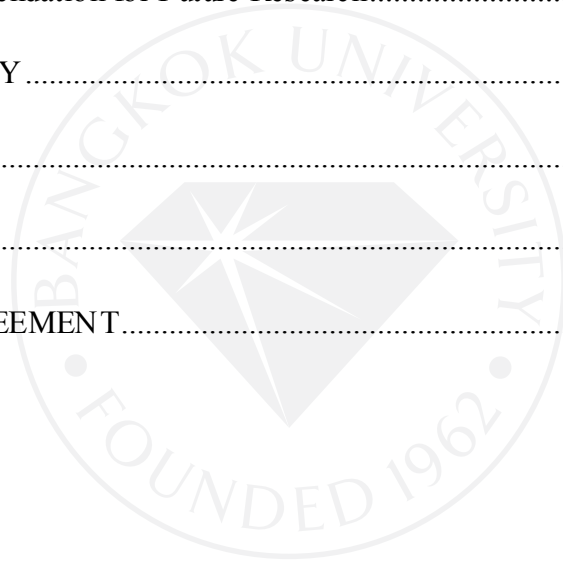 endation for Future Research......................
Y ................................................................
................................................................
................................................................
EEMENT.....................................................
BANGKOK UNIVERSITY
• FOUNDED 1962 •